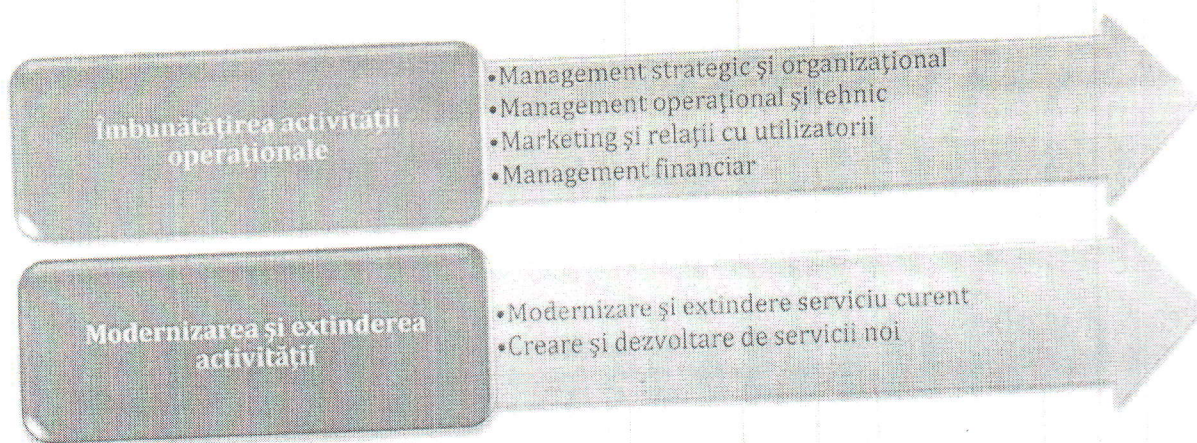 Îmbunătățirea activității
operaționale
•Management strategic și organizațional
•Management operațional și tehnic
•Marketing și relații cu utilizatorii
•Management financiar
Modernizarea și extinderea
activității
•Modernizare și extindere serviciu curent
•Creare și dezvoltare de servicii noi